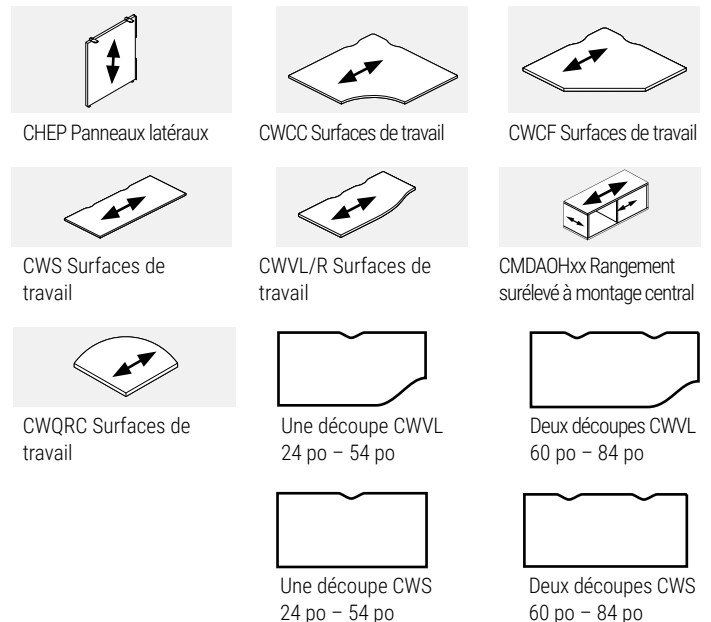 CHEP Panneaux latéraux
CWCC Surfaces de travail
CWCF Surfaces de travail
CWS Surfaces de
travail
CWVL/R Surfaces de
travail
CMDAOHxx Rangement
surélevé à montage central
CWQRC Surfaces de
travail
Une découpe CWVL
24 po – 54 po
Deux découpes CWVL
60 po – 84 po
Une découpe CWS
24 po – 54 po
Deux découpes CWS
60 po – 84 po